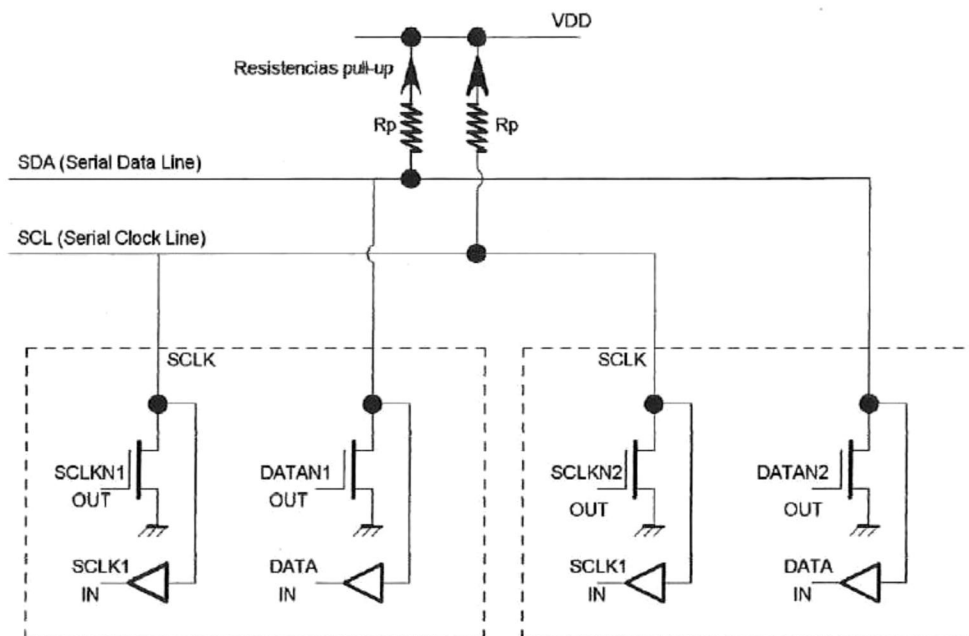 VDD
Resistencias pull-up
Rp
Rp
SDA (Serial Data Line)
SCL (Serial Clock Line)
SCLK
SCLK
SCLKN1
OUT
DATAN1
OUT
SCLKN2
OUT
DATAN2
OUT
SCLK1
IN
DATA
IN
SCLK1
IN
DATA
IN